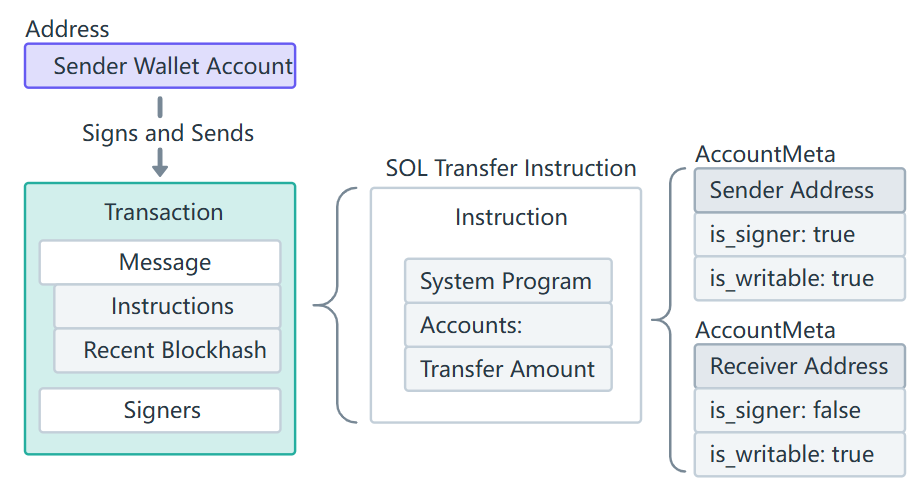 Address
Sender Wallet Account
Signs and Sends
Transaction
Message
Instructions
Recent Blockhash
Signers
SOL Transfer Instruction
Instruction
System Program
Accounts:
Transfer Amount
AccountMeta
Sender Address
is_signer: true
is_writable: true
AccountMeta
Receiver Address
is_signer: false
is_writable: true